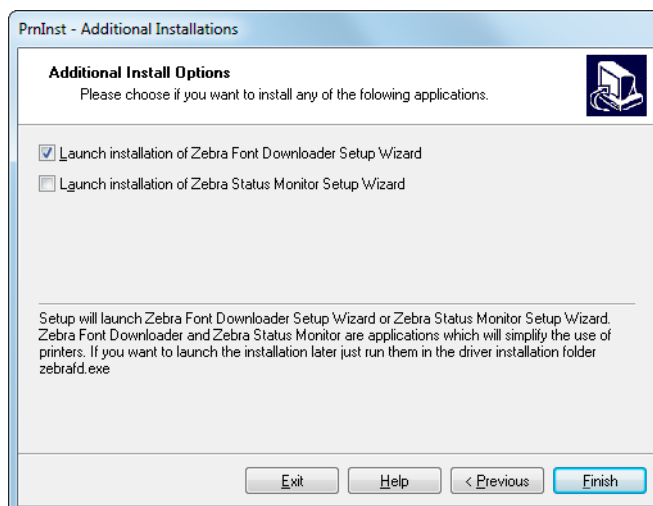 PrnInst - Additional Installations
Additional Install Options
Please choose if you want to install any of the folowing applications.
Launch installation of Zebra Font Downloader Setup Wizard
Launch installation of Zebra Status Monitor Setup Wizard
Setup will launch Zebra Font Downloader Setup Wizard or Zebra Status Monitor Setup Wizard.
Zebra Font Downloader and Zebra Status Monitor are applications which will simplify the use of
printers. If you want to launch the installation later just run them in the driver installation folder
zebrafd.exe
Exit
Help
< Previous
Finish